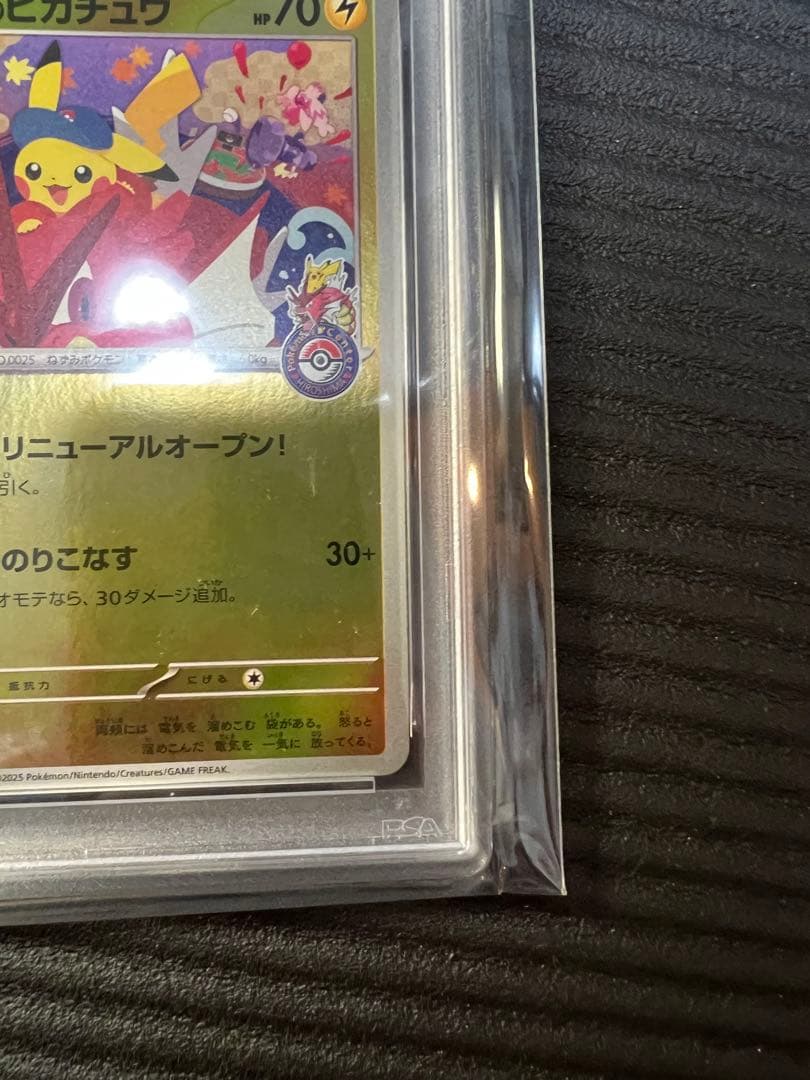 ピカチュウ HP 70
Pokémon Center
HIROSHIMA
O.0025 ねずみポケモン 0kg
リニューアルオープン!
引く。
のりこなす 30+
オモテなら、30ダメージ追加。
抵抗力 にげる
両頬には 電気を 溜めこむ 袋がある。 怒ると
溜めこんだ 電気を 一気に 放ってくる。
©2025 Pokémon/Nintendo/Creatures/GAME FREAK.
PSA